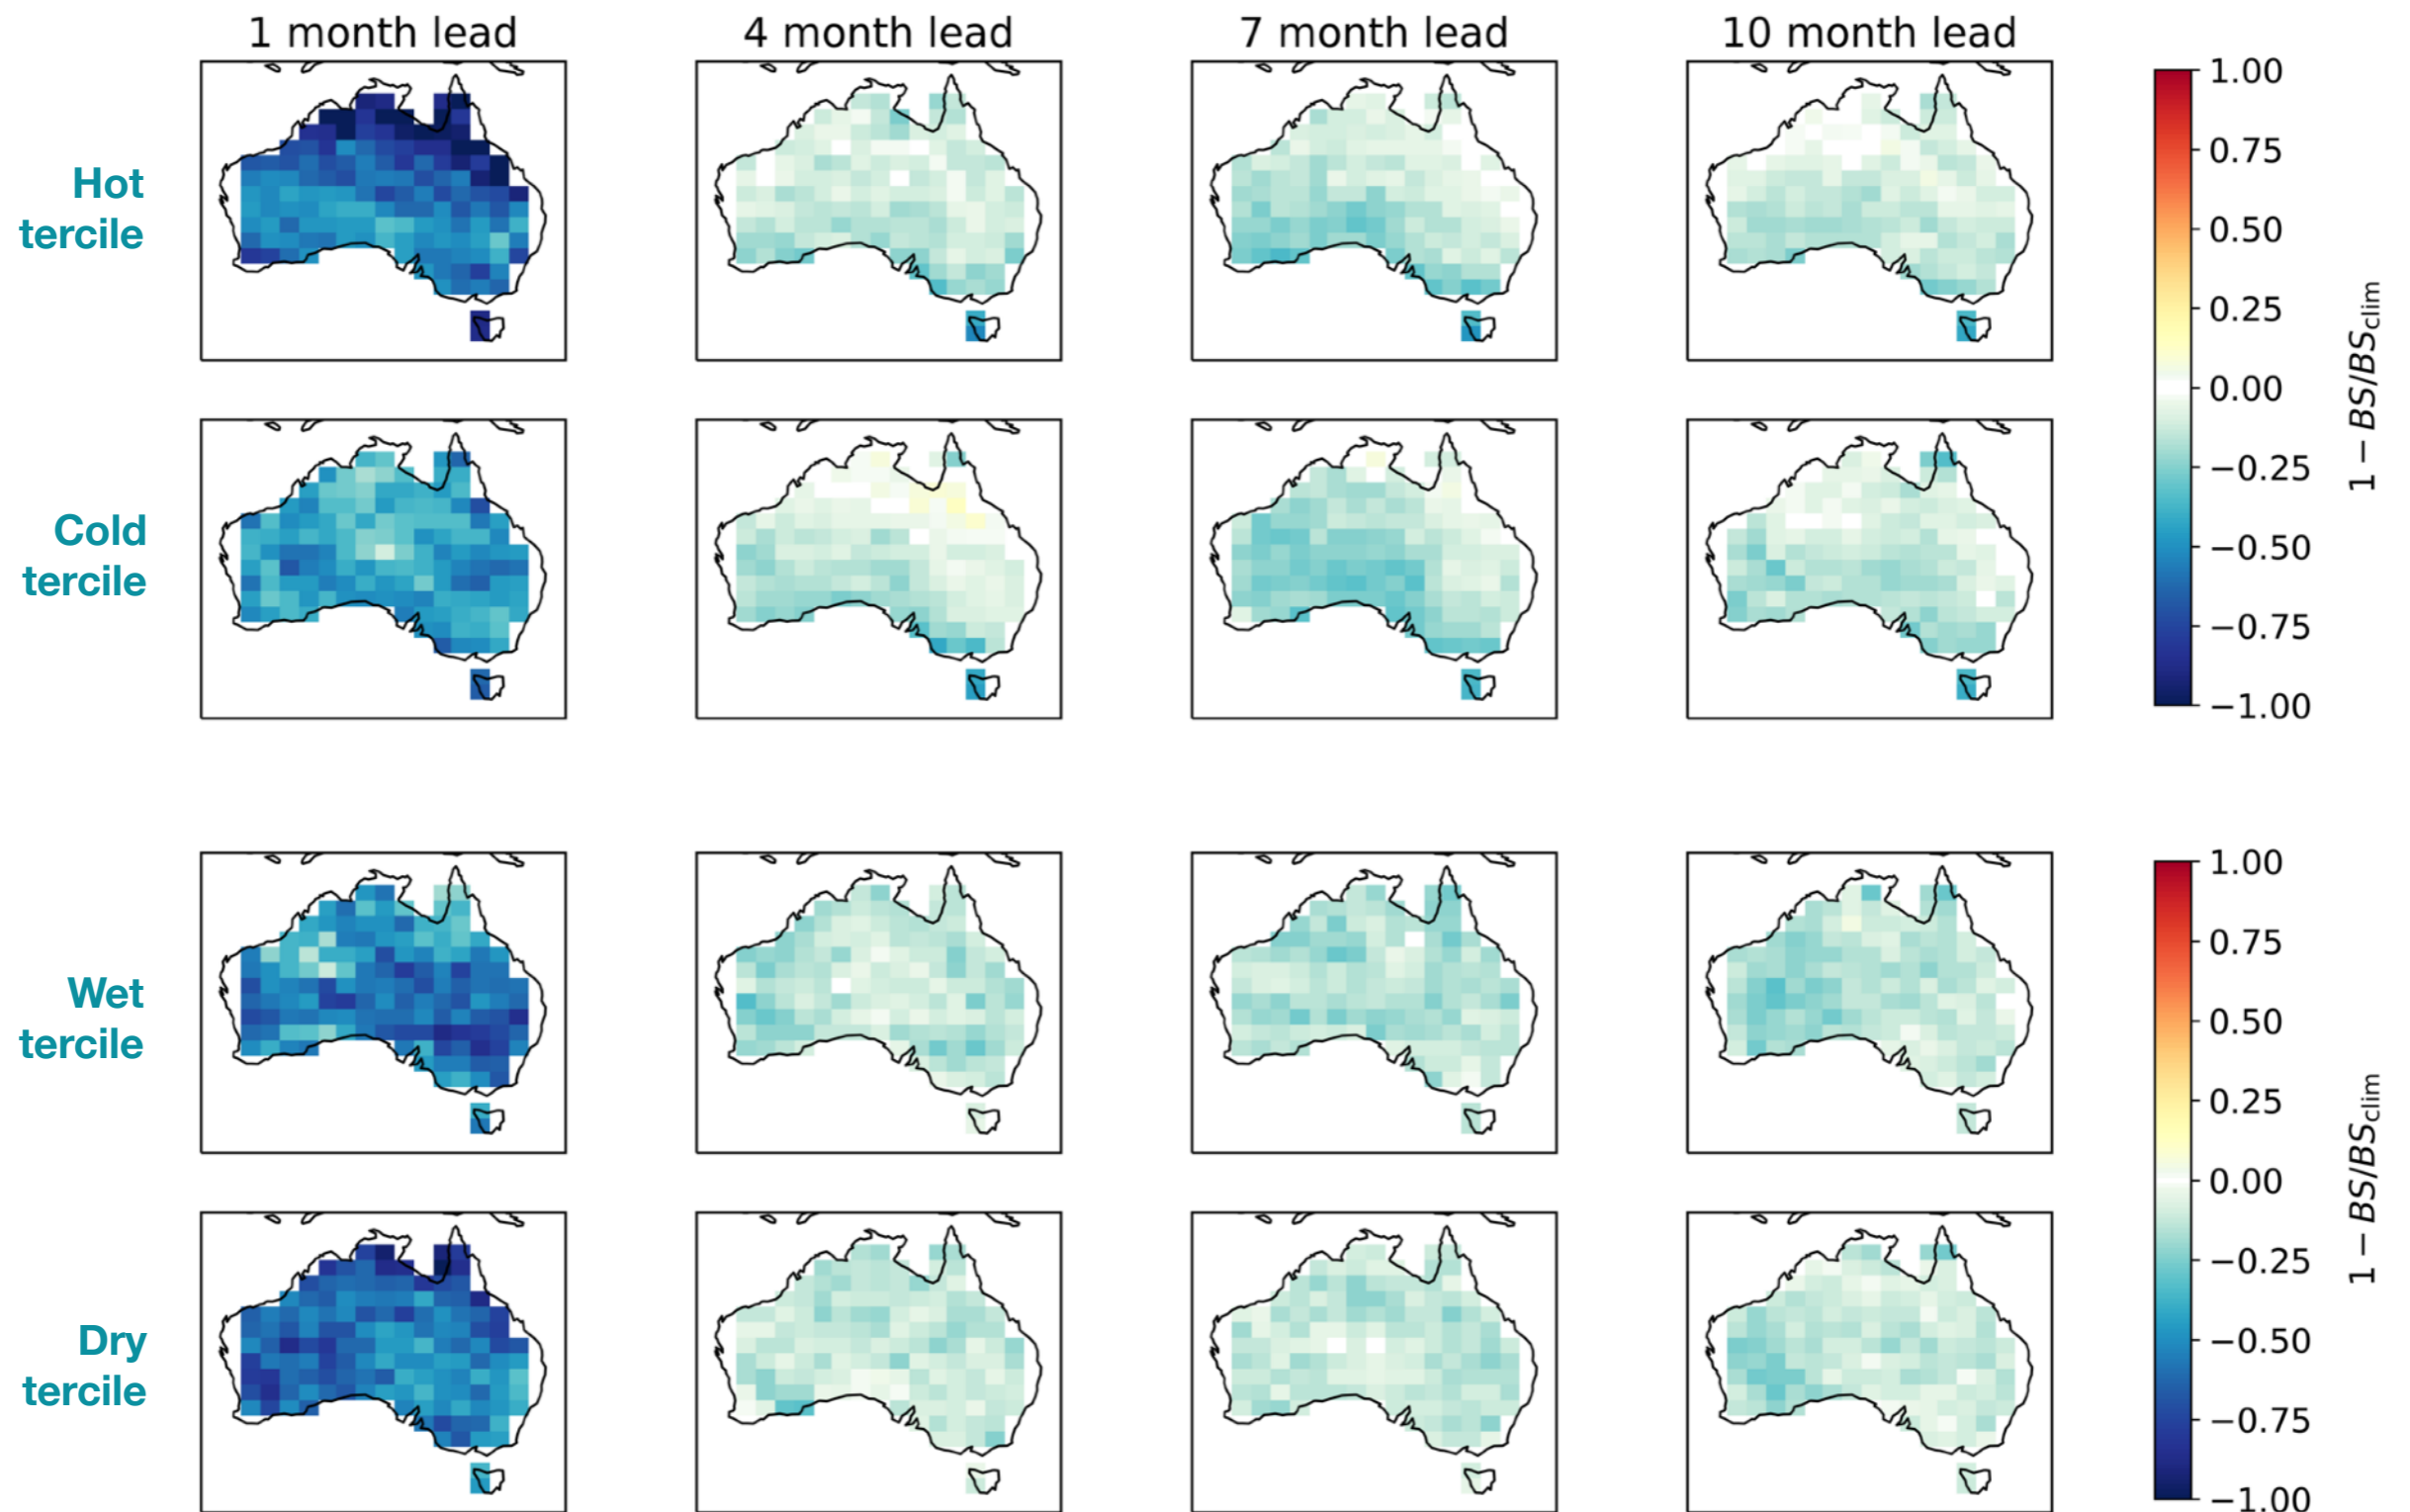 1 month lead 4 month lead 7 month lead 10 month lead
Hot
tercile
Cold
tercile
1.00
0.75
0.50
0.25
0.00
−0.25
−0.50
−0.75
−1.00
1 − BS/BSclim
Wet
tercile
Dry
tercile
1.00
0.75
0.50
0.25
0.00
−0.25
−0.50
−0.75
−1.00
1 − BS/BSclim